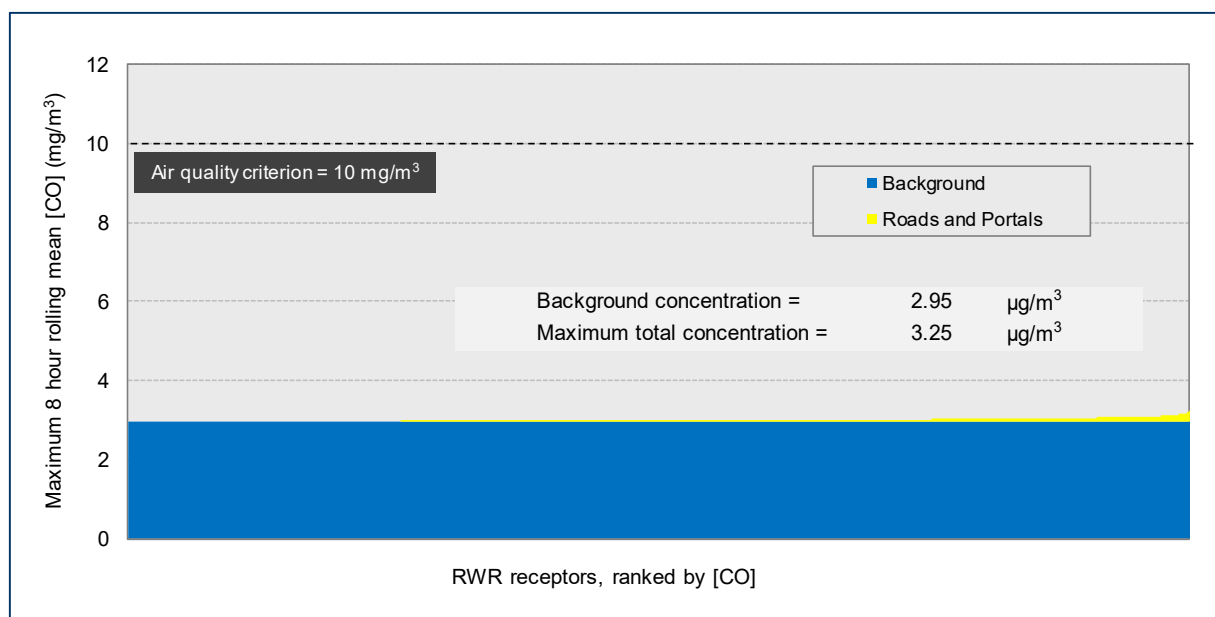 Maximum 8 hour rolling mean [CO] (mg/m³)
12
10
8
6
4
2
0
Air quality criterion = 10 mg/m³
Background
Roads and Portals
Background concentration = 2.95 µg/m³
Maximum total concentration = 3.25 µg/m³
RWR receptors, ranked by [CO]